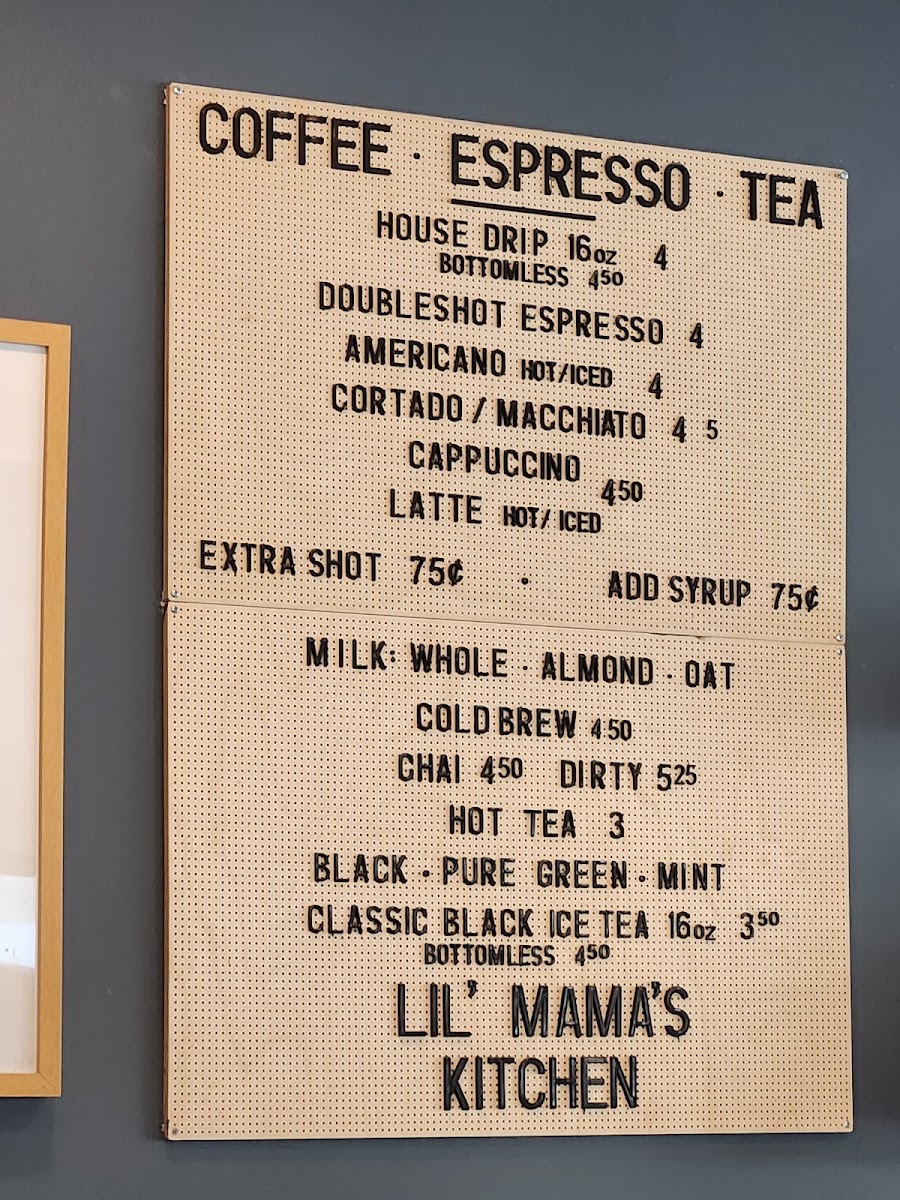 COFFEE · ESPRESSO · TEA
HOUSE DRIP 16oz 4
BOTTOMLESS 450
DOUBLESHOT ESPRESSO 4
AMERICANO HOT/ICED 4
CORTADO / MACCHIATO 4 5
CAPPUCCINO
450
LATTE HOT/ICED
EXTRA SHOT 75¢ · ADD SYRUP 75¢
MILK: WHOLE · ALMOND · OAT
COLD BREW 450
CHAI 450 DIRTY 525
HOT TEA 3
BLACK · PURE GREEN · MINT
CLASSIC BLACK ICE TEA 16oz 350
BOTTOMLESS 450
LIL' MAMA'S
KITCHEN